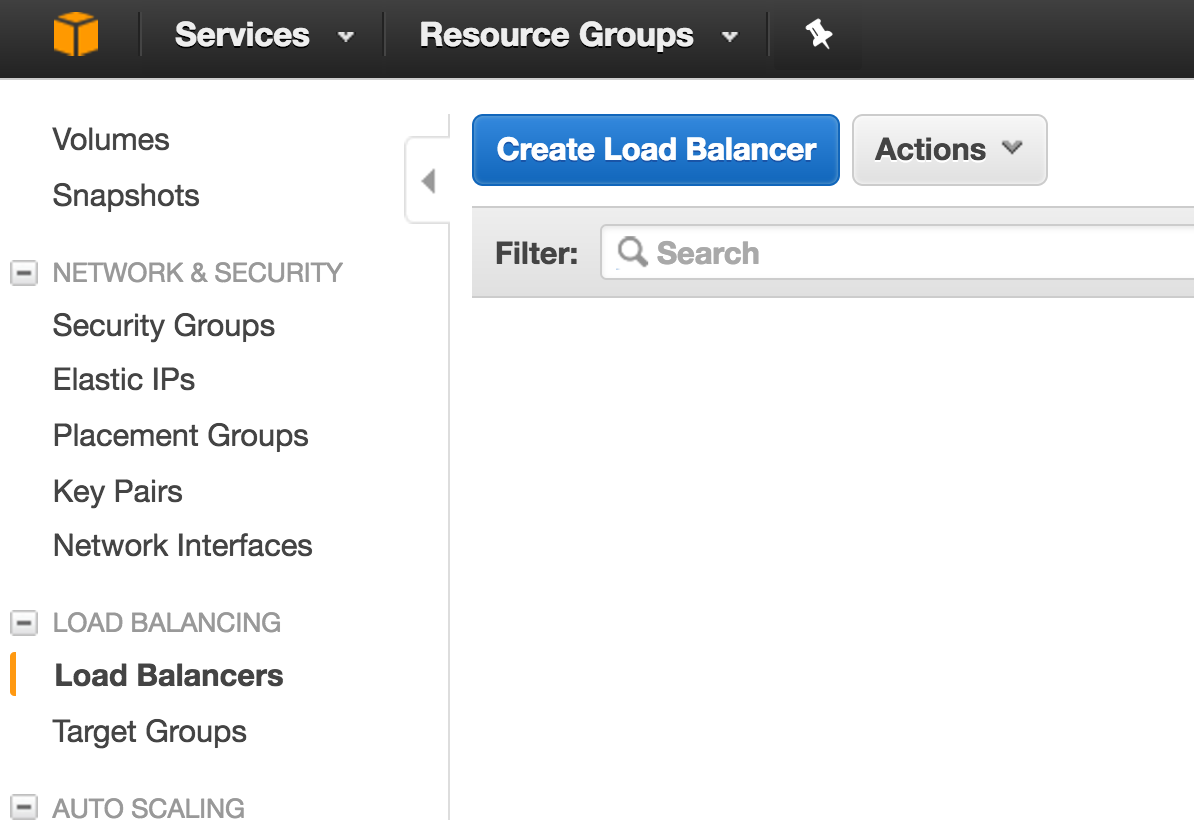 Services Resource Groups
Volumes
Snapshots
NETWORK & SECURITY
Security Groups
Elastic IPs
Placement Groups
Key Pairs
Network Interfaces
LOAD BALANCING
Load Balancers
Target Groups
AUTO SCALING
Create Load Balancer Actions
Filter: Search